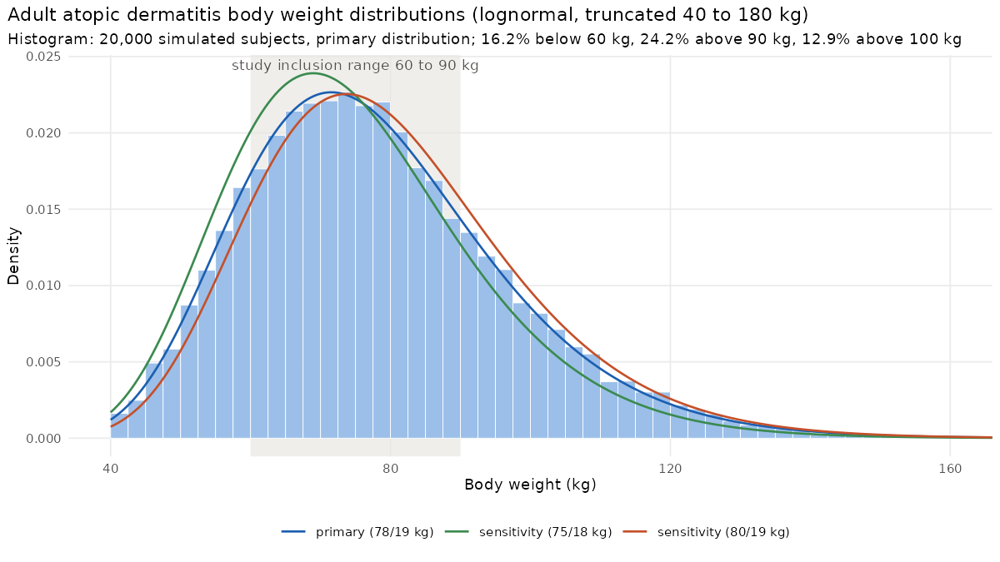 Adult atopic dermatitis body weight distributions (lognormal, truncated 40 to 180 kg)
Histogram: 20,000 simulated subjects, primary distribution; 16.2% below 60 kg, 24.2% above 90 kg, 12.9% above 100 kg
study inclusion range 60 to 90 kg
0.025
0.020
0.015
0.010
0.005
0.000
Density
40 80 120 160
Body weight (kg)
primary (78/19 kg) sensitivity (75/18 kg) sensitivity (80/19 kg)